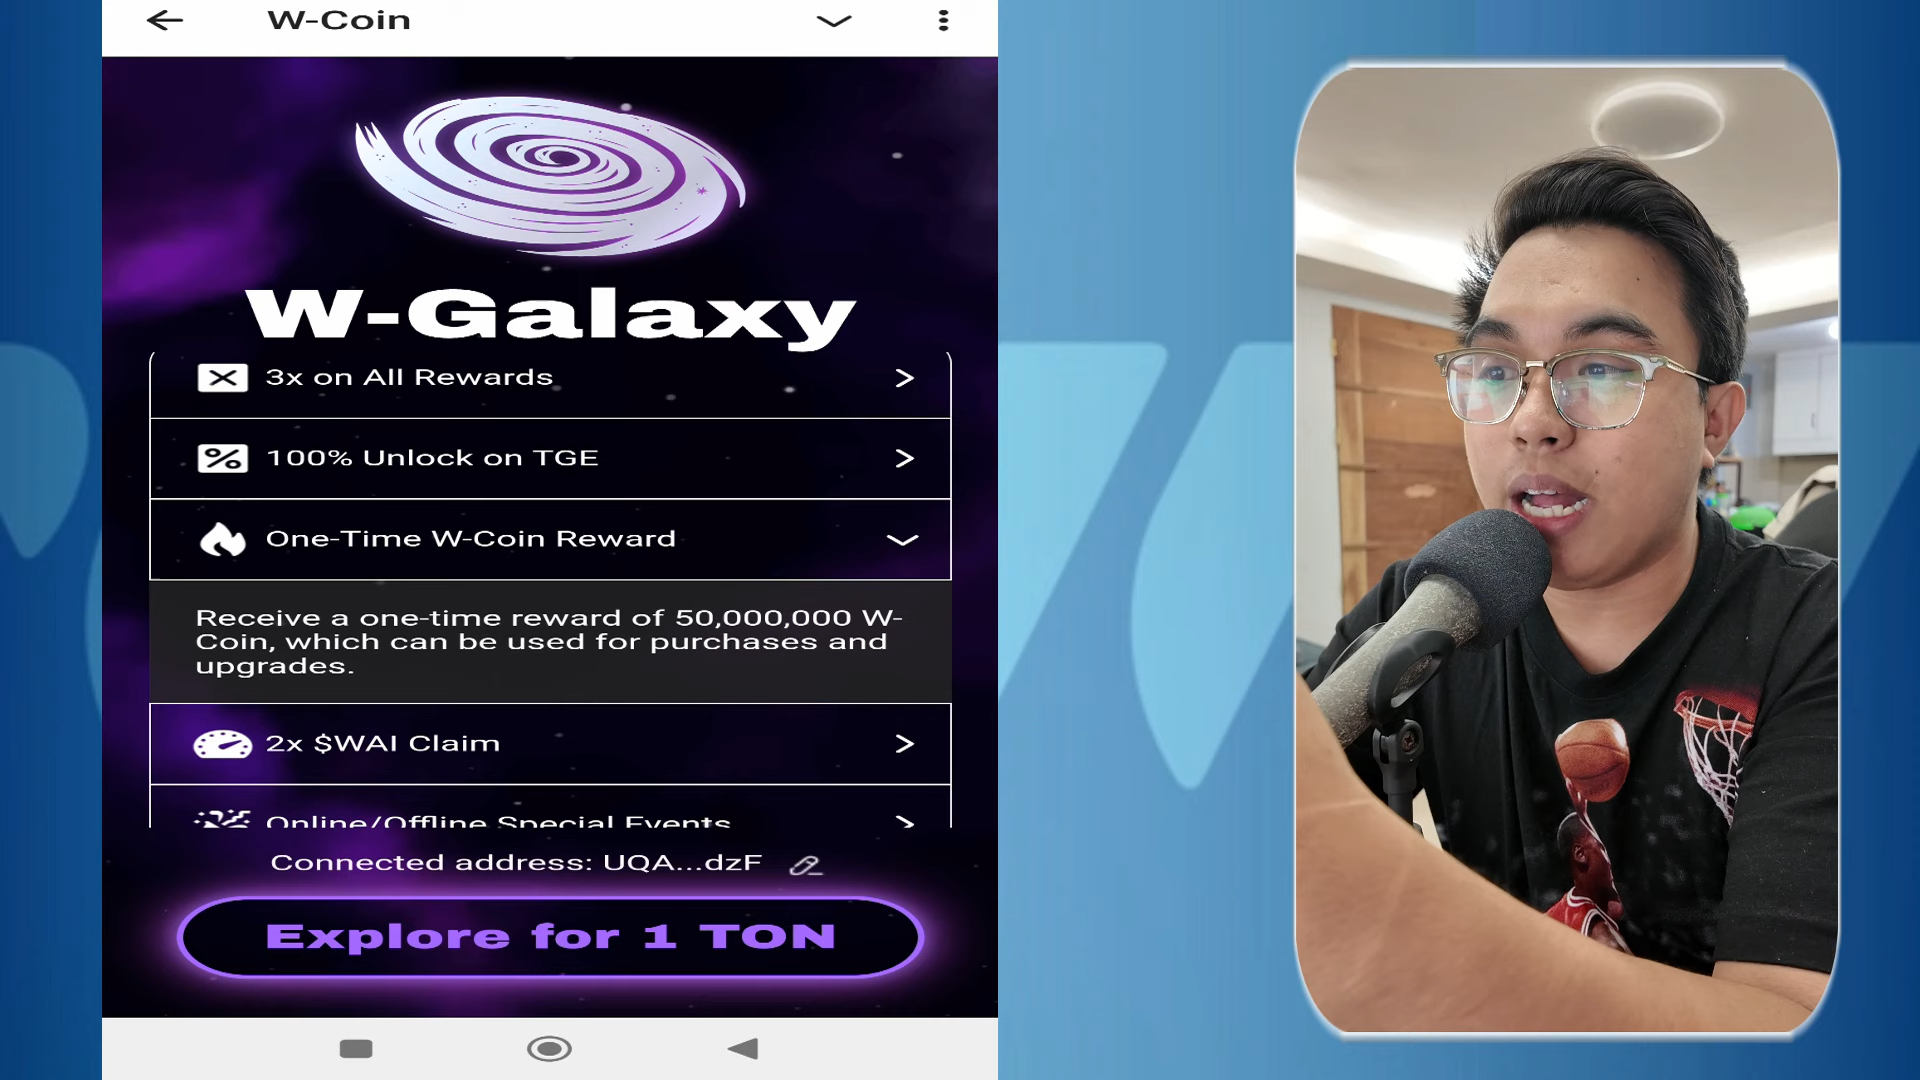 W-Coin
W-Galaxy
3x on All Rewards
100% Unlock on TGE
One-Time W-Coin Reward
Receive a one-time reward of 50,000,000 W-
Coin, which can be used for purchases and
upgrades.
2x $WAI Claim
Online/Offline Special Events
Connected address: UQA...dzF
Explore for 1 TON